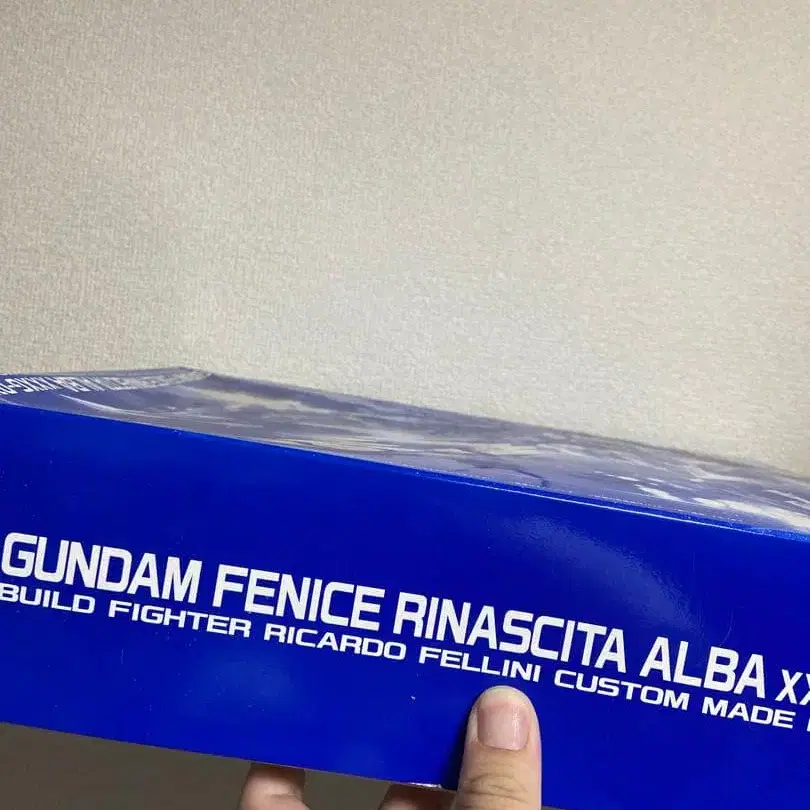 GUNDAM FENICE RINASCITA ALBA
BUILD FIGHTER RICARDO FELLINI CUSTOM MADE